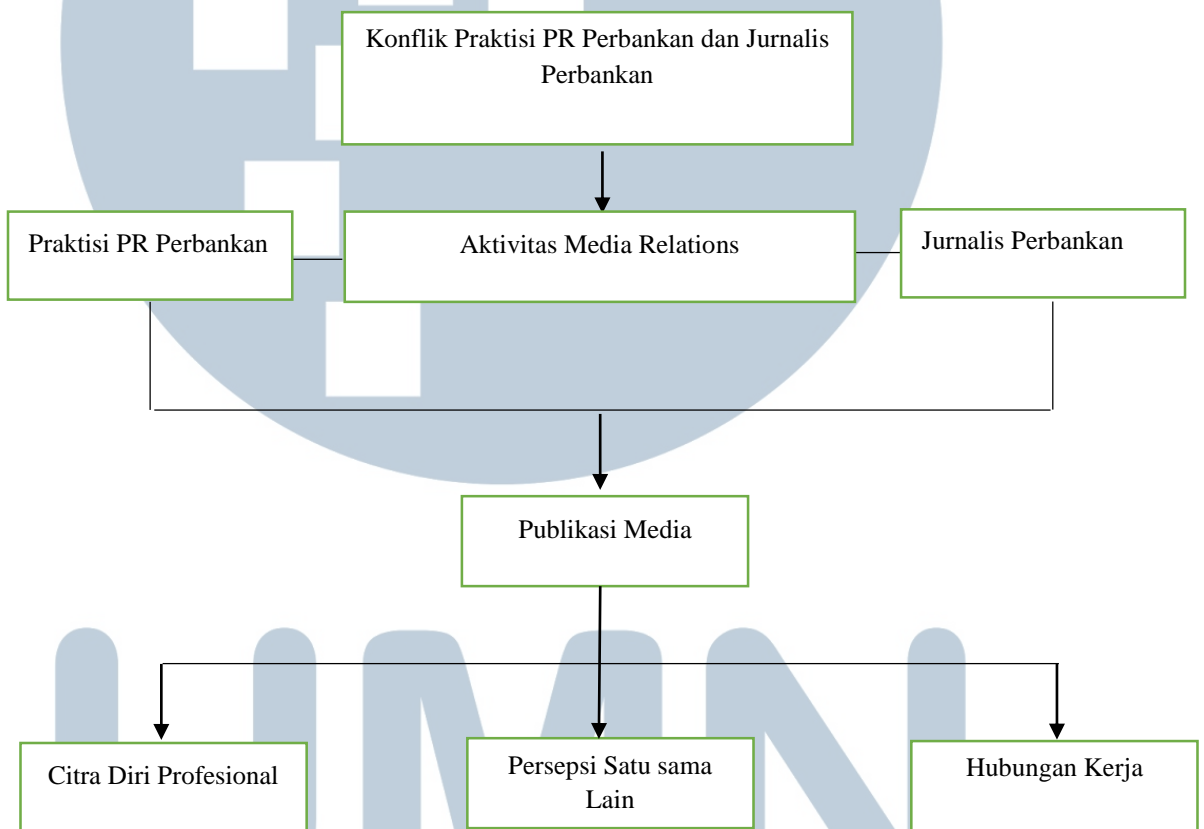 Konflik Praktisi PR Perbankan dan Jurnalis
Perbankan
Praktisi PR Perbankan
Aktivitas Media Relations
Jurnalis Perbankan
Publikasi Media
UMN
Citra Diri Profesional
Persepsi Satu sama
Lain
Hubungan Kerja